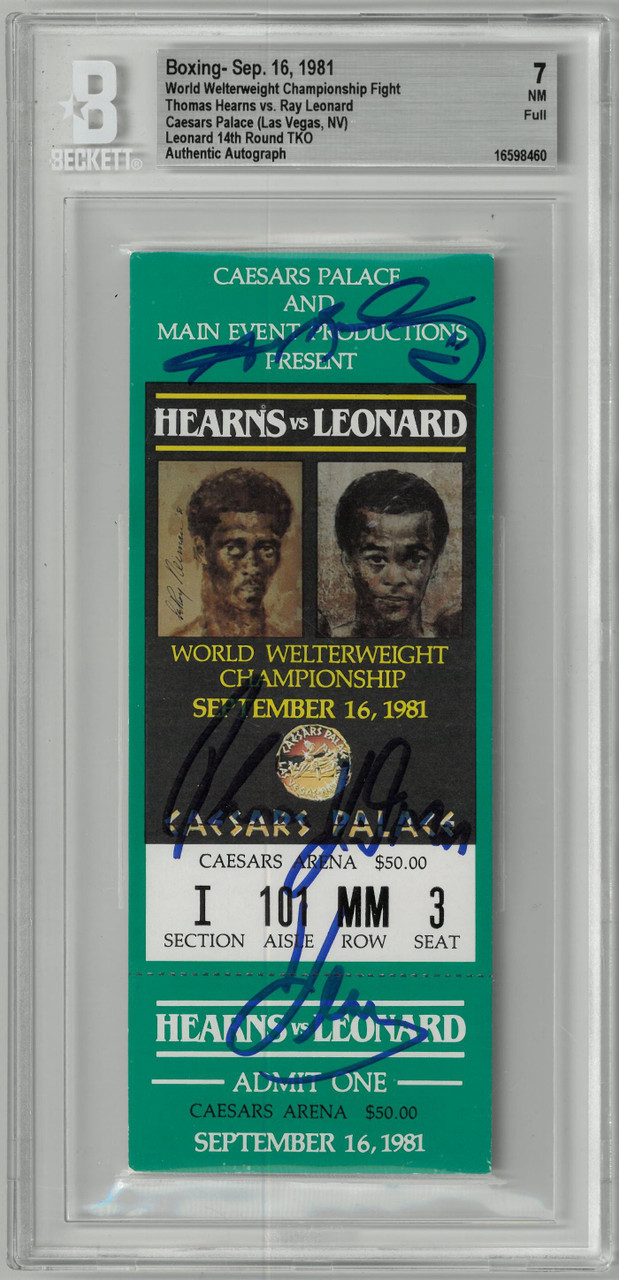 BECKETT®
Boxing- Sep. 16, 1981
World Welterweight Championship Fight
Thomas Hearns vs. Ray Leonard
Caesars Palace (Las Vegas, NV)
Leonard 14th Round TKO
Authentic Autograph
7
NM
Full
16598460
CAESARS PALACE
AND
MAIN EVENT PRODUCTIONS
PRESENT
HEARNS VS LEONARD
WORLD WELTERWEIGHT
CHAMPIONSHIP
SEPTEMBER 16, 1981
CAESARS PALACE
CAESARS PALACE
CAESARS ARENA $50.00
I 101 MM 3
SECTION AISLE ROW SEAT
HEARNS VS LEONARD
ADMIT ONE
CAESARS ARENA $50.00
SEPTEMBER 16, 1981